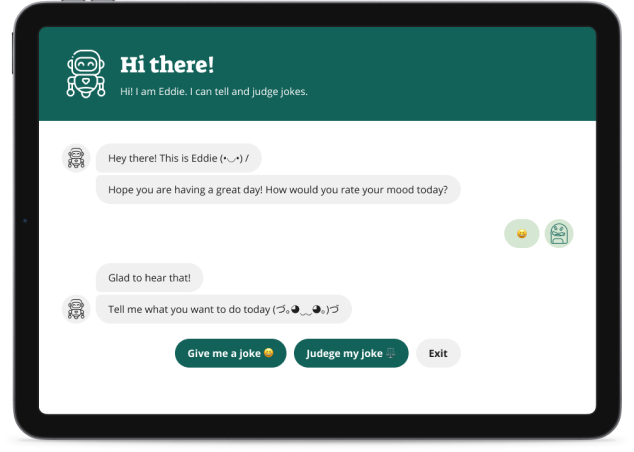 Hi there!
Hi! I am Eddie. I can tell and judge jokes.
Hey there! This is Eddie (•◡•) /
Hope you are having a great day! How would you rate your mood today?
😄
Glad to hear that!
Tell me what you want to do today (づ｡◕‿‿◕｡)づ
Give me a joke 😄
Judege my joke ⚖️
Exit